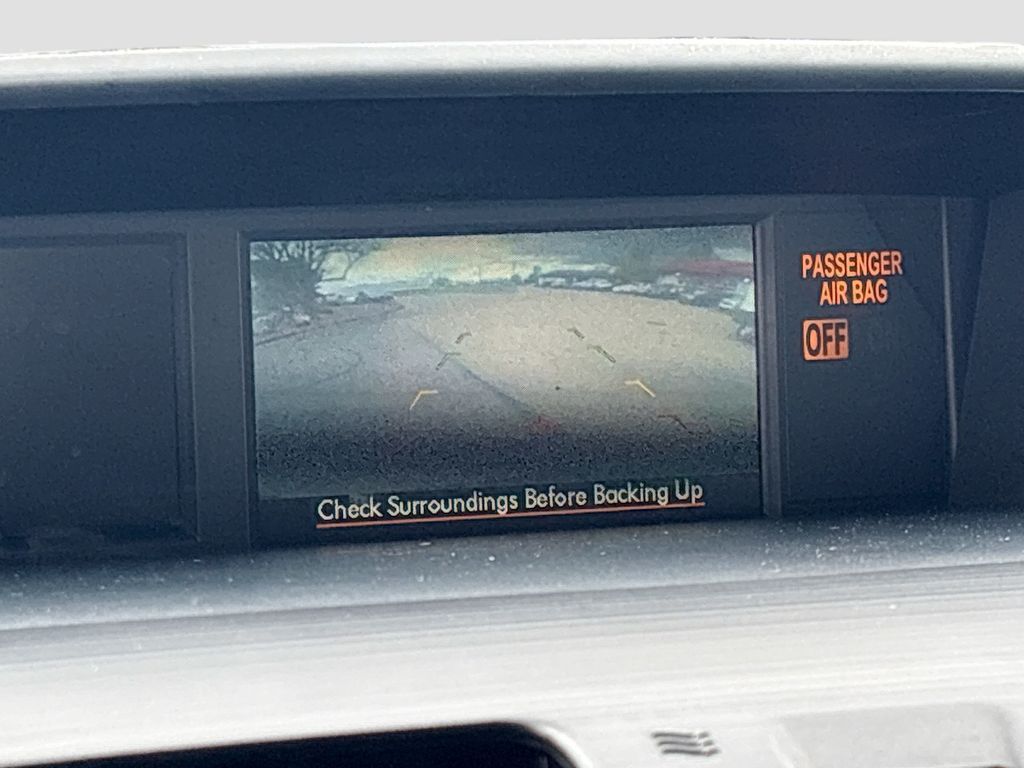 PASSENGER
AIR BAG
OFF
Check Surroundings Before Backing Up